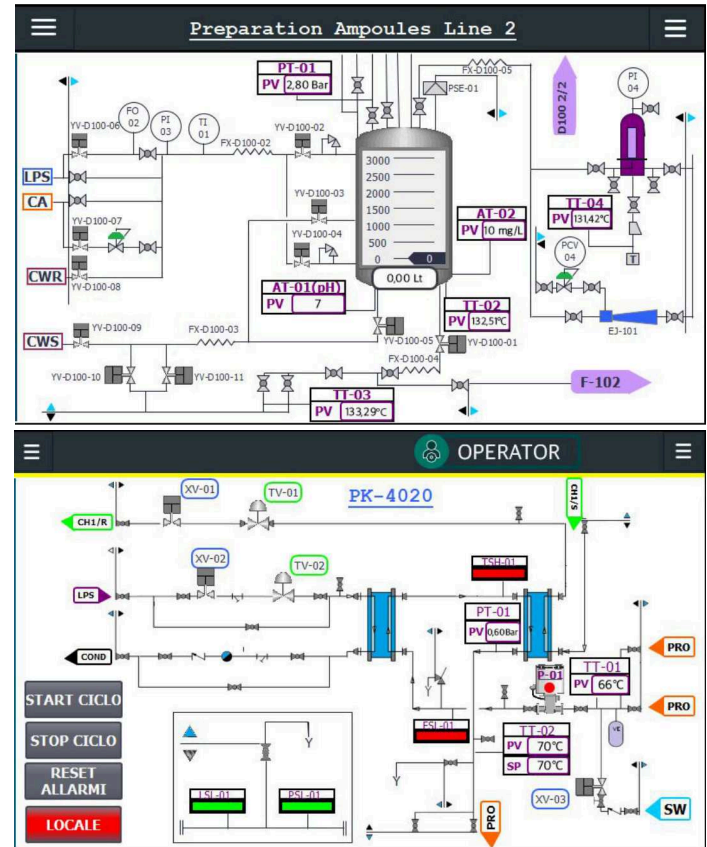 Preparation Ampoules Line 2
PT-01
PV 2,80 Bar
FX-D100-05
PSE-01
D100 2/2
PI
04
FO
02
PI
03
TI
01
YV-D100-06
FX-D100-02
YV-D100-02
LPS
CA
YV-D100-07
CWR
YV-D100-08
YV-D100-03
YV-D100-04
3000
2500
2000
1500
1000
500
0
0
0,00 Lt
AT-02
PV 10 mg/L
TT-04
PV 131,42°C
PCV
04
T
EJ-101
AT-01(pH)
PV 7
TT-02
PV 132,51°C
CWS
YV-D100-09
FX-D100-03
YV-D100-05
YV-D100-01
FX-D100-04
YV-D100-10
YV-D100-11
TT-03
PV 133,29°C
F-102
OPERATOR
PK-4020
XV-01
TV-01
CH1/R
CH1/S
XV-02
TV-02
TSH-01
LPS
PT-01
PV 0,60Bar
COND
PRO
P-01
TT-01
PV 66°C
PRO
VE
START CICLO
STOP CICLO
RESET
ALLARMI
LOCALE
FSL-01
TT-02
PV 70°C
SP 70°C
LSL-01
PSL-01
XV-03
SW
PRO